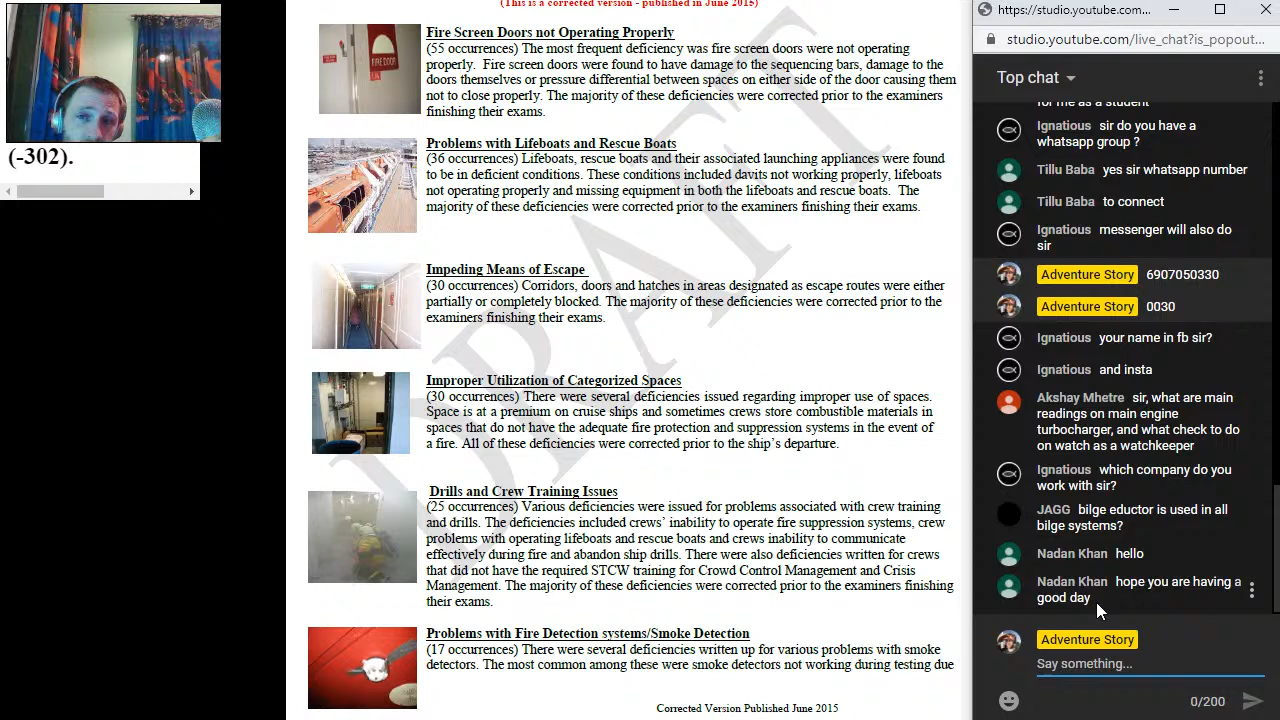 (This is a corrected version - published in June 2015)
Fire Screen Doors not Operating Properly
(55 occurrences) The most frequent deficiency was fire screen doors were not operating
properly. Fire screen doors were found to have damage to the sequencing bars, damage to the
doors themselves or pressure differential between spaces on either side of the door causing them
not to close properly. The majority of these deficiencies were corrected prior to the examiners
finishing their exams.
FIRE DOOR
Problems with Lifeboats and Rescue Boats
(36 occurrences) Lifeboats, rescue boats and their associated launching appliances were found
to be in deficient conditions. These conditions included davits not working properly, lifeboats
not operating properly and missing equipment in both the lifeboats and rescue boats. The
majority of these deficiencies were corrected prior to the examiners finishing their exams.
(-302).
Impeding Means of Escape
(30 occurrences) Corridors, doors and hatches in areas designated as escape routes were either
partially or completely blocked. The majority of these deficiencies were corrected prior to the
examiners finishing their exams.
Improper Utilization of Categorized Spaces
(30 occurrences) There were several deficiencies issued regarding improper use of spaces.
Space is at a premium on cruise ships and sometimes crews store combustible materials in
spaces that do not have the adequate fire protection and suppression systems in the event of
a fire. All of these deficiencies were corrected prior to the ship's departure.
Drills and Crew Training Issues
(25 occurrences) Various deficiencies were issued for problems associated with crew training
and drills. The deficiencies included crews' inability to operate fire suppression systems, crew
problems with operating lifeboats and rescue boats and crews inability to communicate
effectively during fire and abandon ship drills. There were also deficiencies written for crews
that did not have the required STCW training for Crowd Control Management and Crisis
Management. The majority of these deficiencies were corrected prior to the examiners finishing
their exams.
Problems with Fire Detection systems/Smoke Detection
(17 occurrences) There were several deficiencies written up for various problems with smoke
detectors. The most common among these were smoke detectors not working during testing due
Corrected Version Published June 2015
DRAFT
https://studio.youtube.com...
studio.youtube.com/live_chat?is_popout...
Top chat
for me as a student
Ignatious sir do you have a
whatsapp group ?
Tillu Baba yes sir whatsapp number
Tillu Baba to connect
Ignatious messenger will also do
sir
Adventure Story 6907050330
Adventure Story 0030
Ignatious your name in fb sir?
Ignatious and insta
Akshay Mhetre sir, what are main
readings on main engine
turbocharger, and what check to do
on watch as a watchkeeper
Ignatious which company do you
work with sir?
JAGG bilge eductor is used in all
bilge systems?
Nadan Khan hello
Nadan Khan hope you are having a
good day
Adventure Story
Say something...
0/200